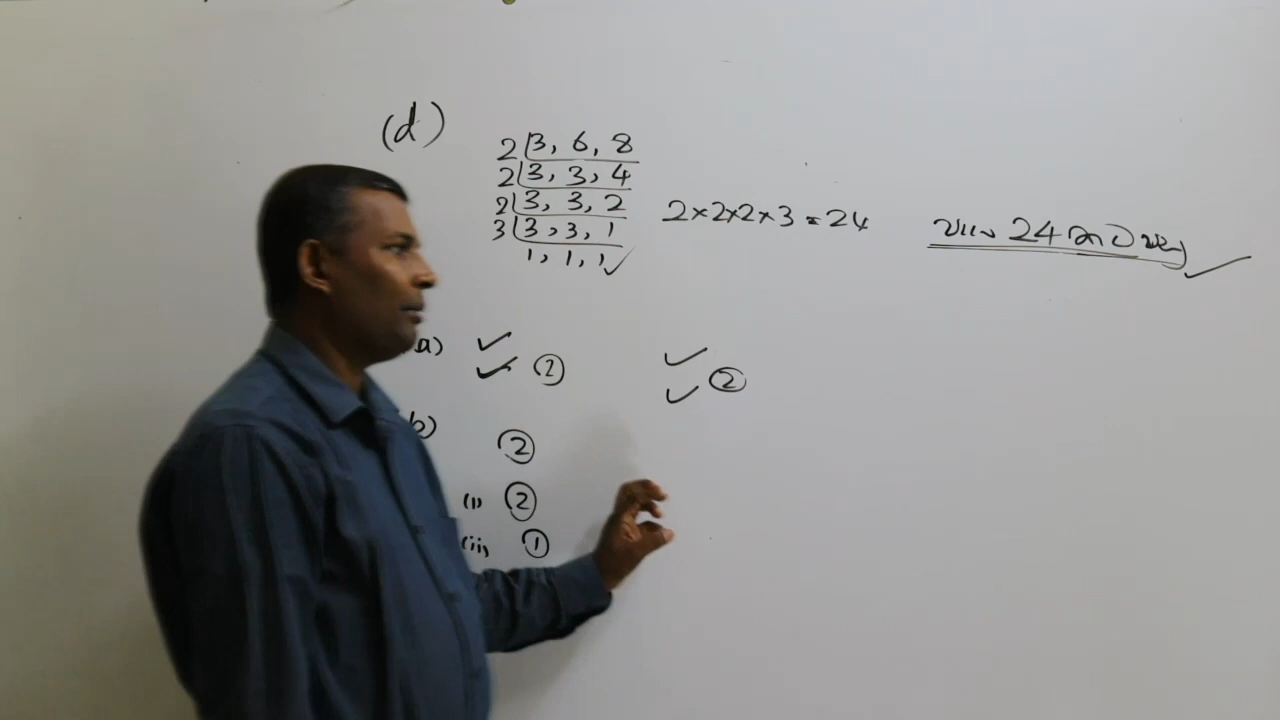 (d)
2 3, 6, 8
2 3, 3, 4
2 3, 3, 2
3 3, 3, 1
1, 1, 1 ✓
2×2×2×3 = 24
24 ✓
a) ✓ ✓ ② ✓ ✓ ②
b) ②
(i) ②
(ii) ①